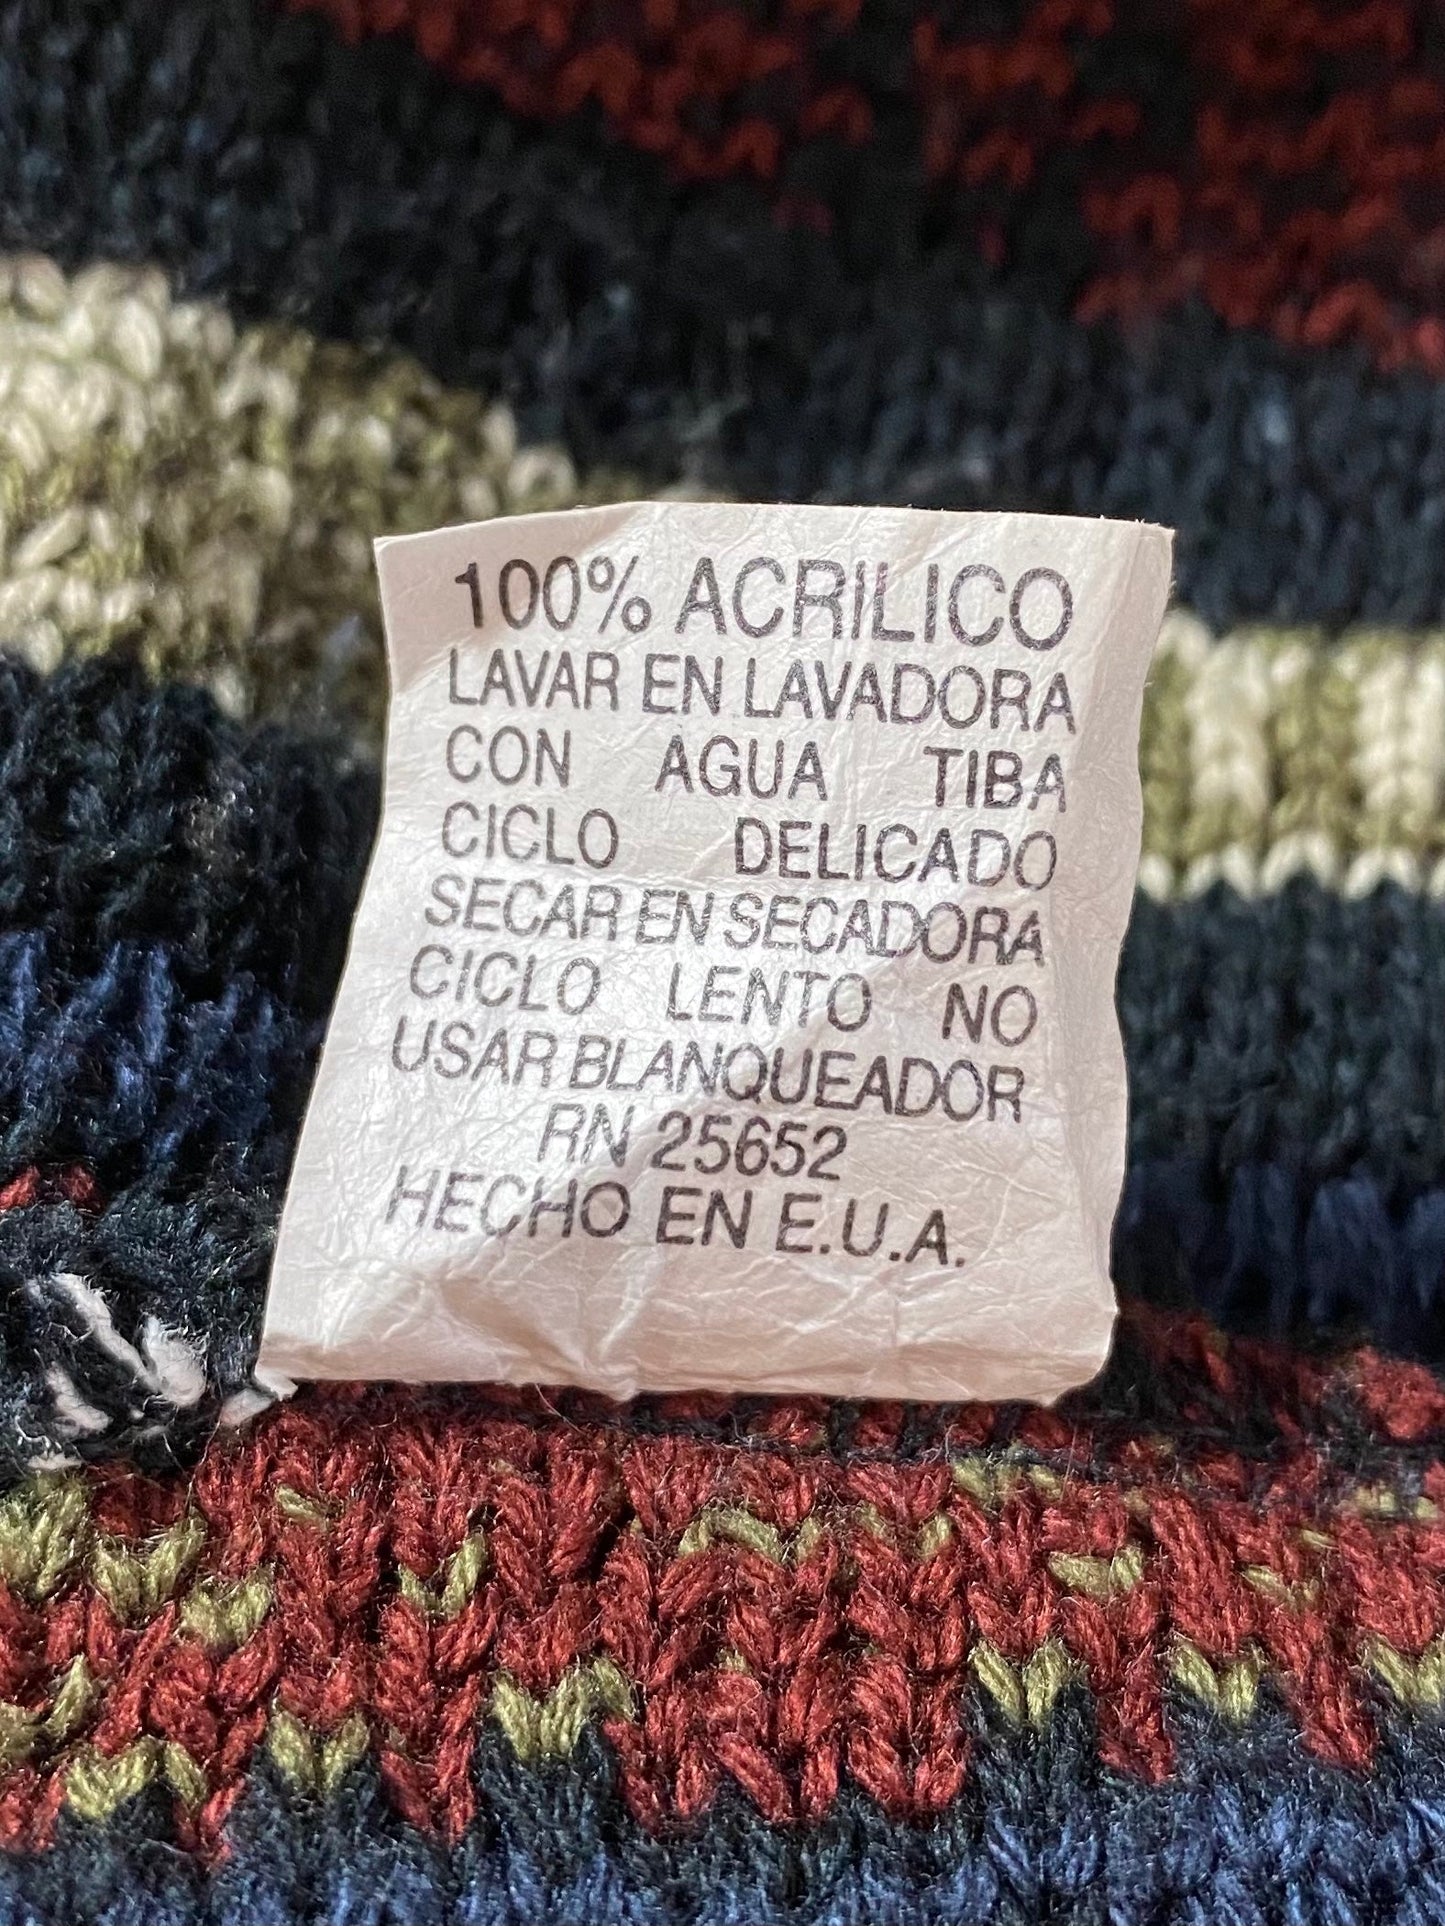 100% ACRILICO
LAVAR EN LAVADORA
CON AGUA TIBA
CICLO DELICADO
SECAR EN SECADORA
CICLO LENTO NO
USAR BLANQUEADOR
RN 25652
HECHO EN E.U.A.